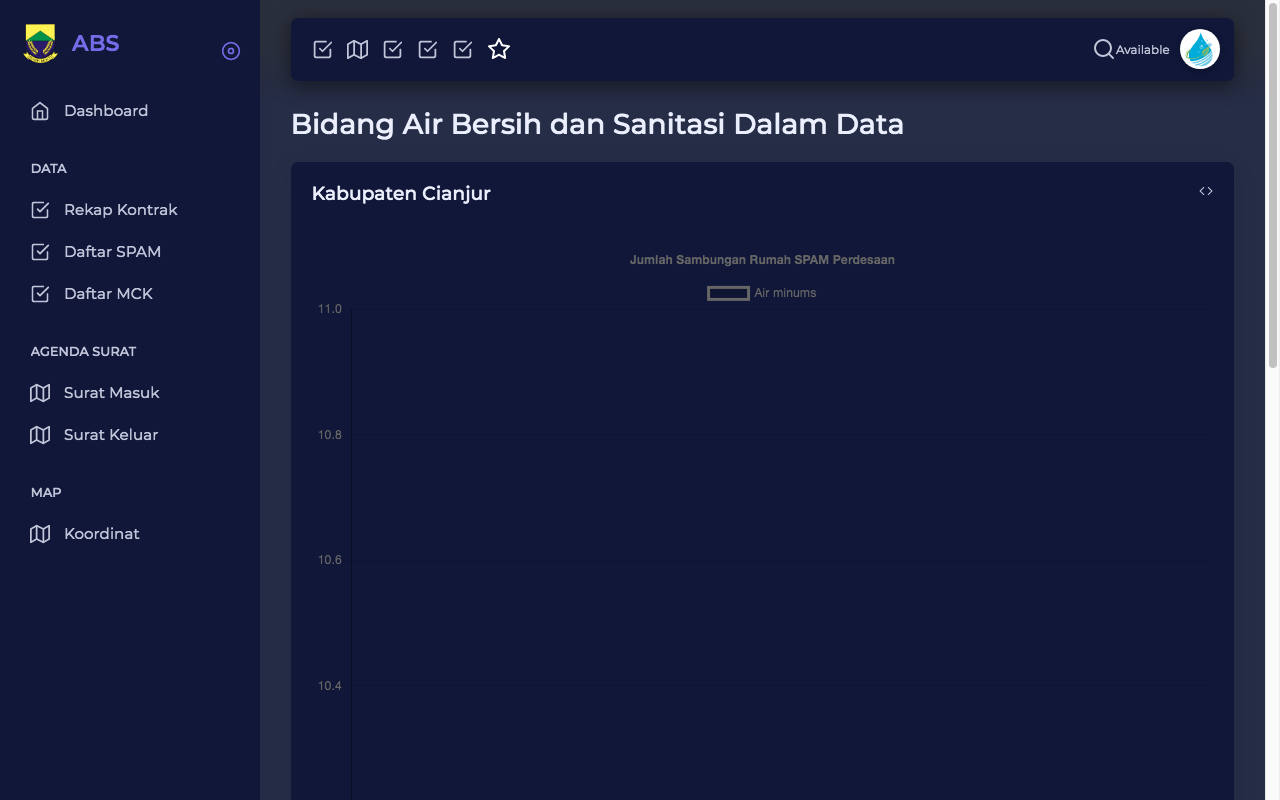 ABS
Dashboard
DATA
Rekap Kontrak
Daftar SPAM
Daftar MCK
AGENDA SURAT
Surat Masuk
Surat Keluar
MAP
Koordinat
Available
Bidang Air Bersih dan Sanitasi Dalam Data
Kabupaten Cianjur
Jumlah Sambungan Rumah SPAM Perdesaan
Air minums
11.0
10.8
10.6
10.4